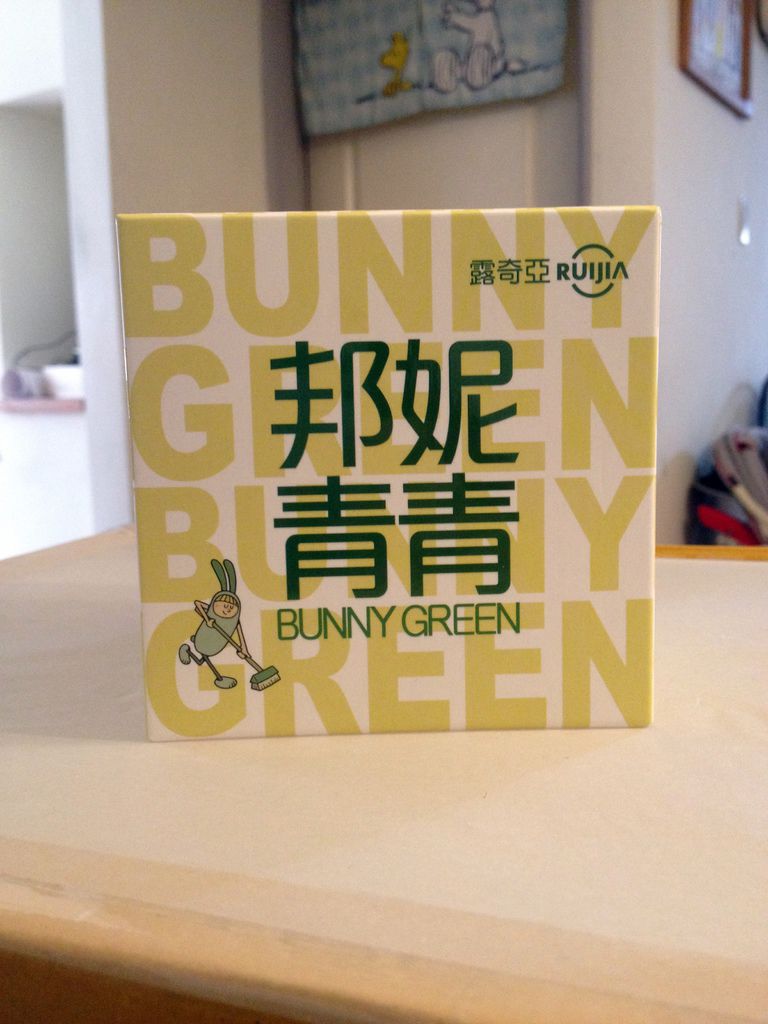 BUNNY
露奇亞 RUIJIA
GREEN
邦妮
BUNNY
青青
BUNNY GREEN
GREEN